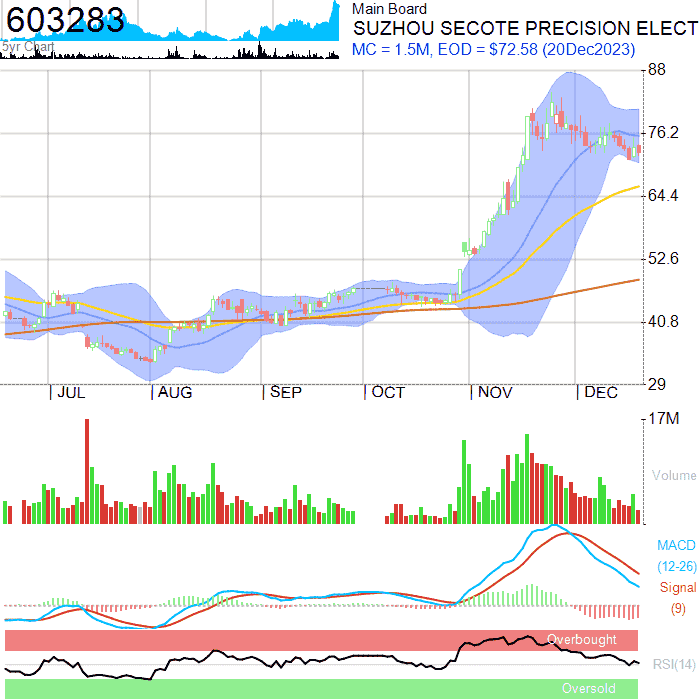 603283
5yr Chart
Main Board
SUZHOU SECOTE PRECISION ELECT
MC = 1.5M, EOD = $72.58 (20Dec2023)
88
76.2
64.4
52.6
40.8
29
JUL AUG SEP OCT NOV DEC
17M
Volume
MACD
(12-26)
Signal
(9)
Overbought
RSI(14)
Oversold